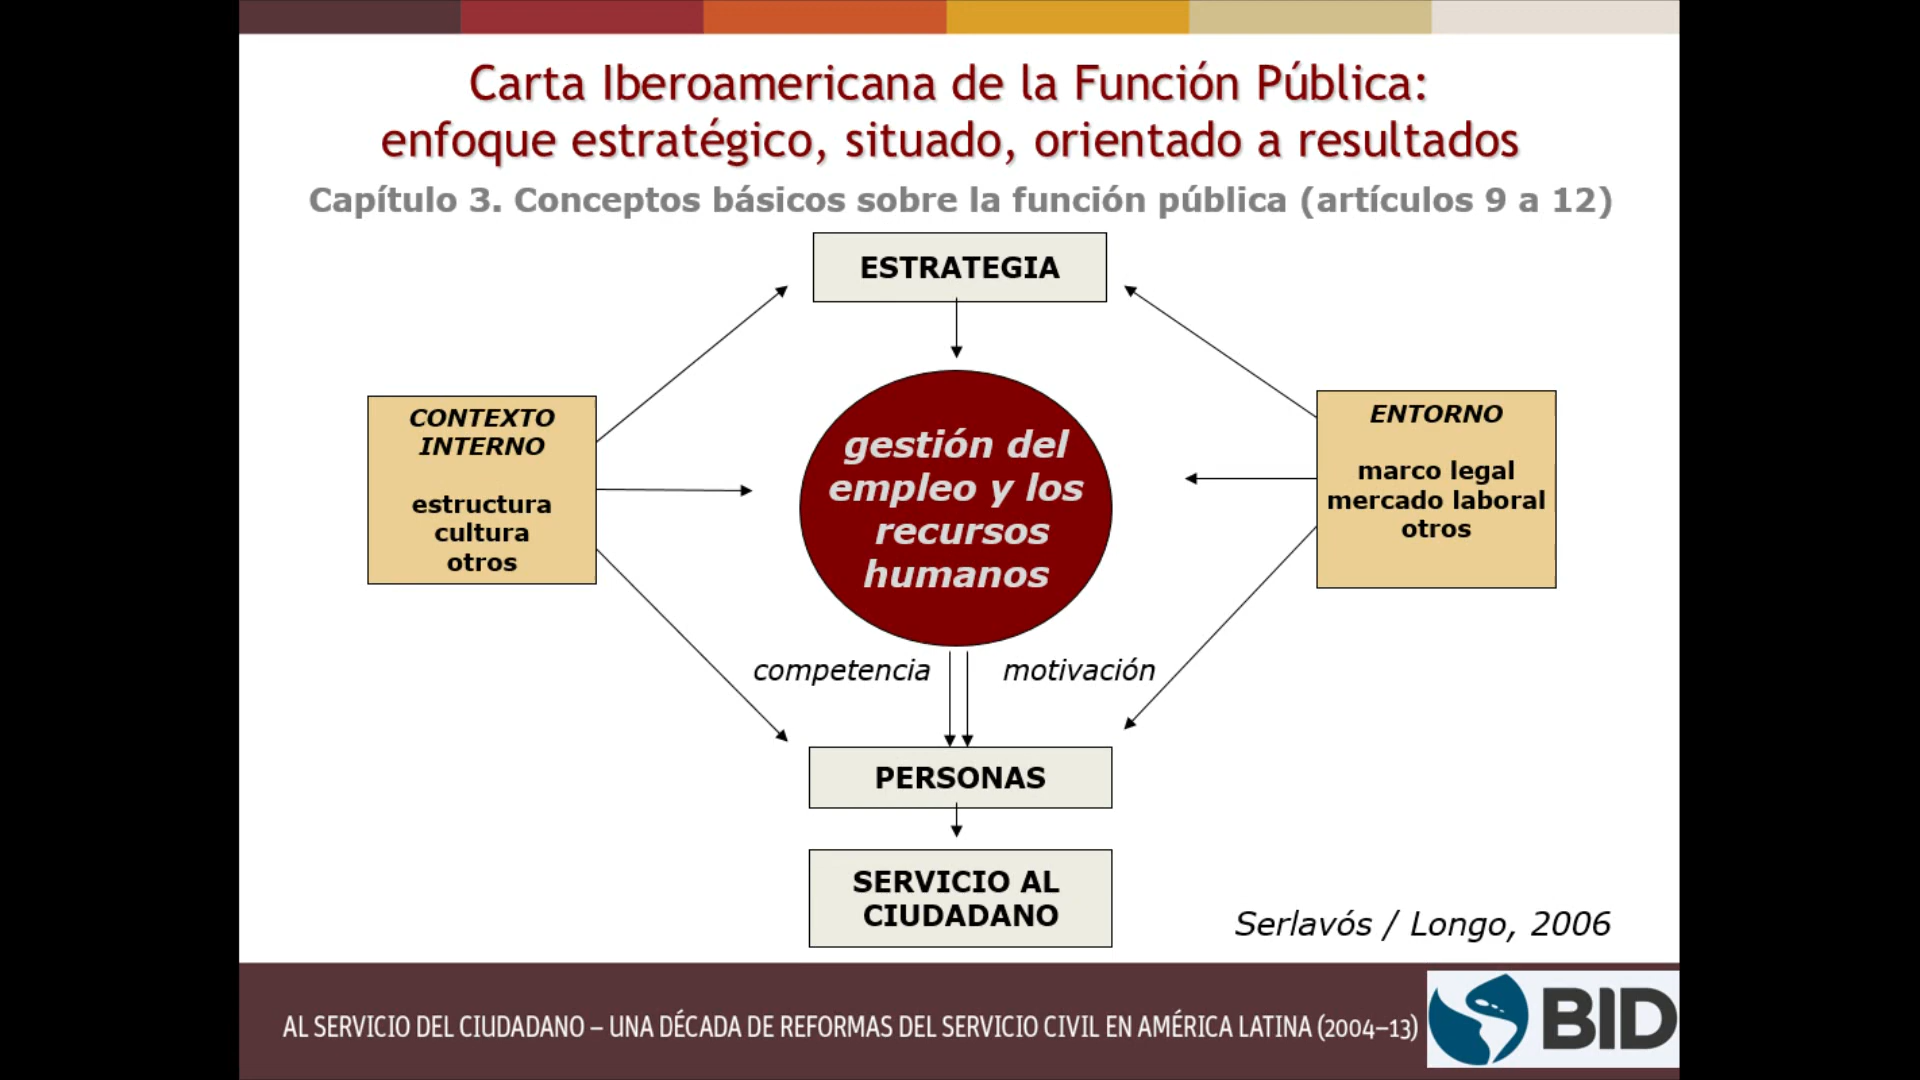 Carta Iberoamericana de la Función Pública:
enfoque estratégico, situado, orientado a resultados
Capítulo 3. Conceptos básicos sobre la función pública (artículos 9 a 12)
ESTRATEGIA
CONTEXTO
INTERNO
estructura
cultura
otros
gestión del
empleo y los
recursos
humanos
ENTORNO
marco legal
mercado laboral
otros
competencia
motivación
PERSONAS
SERVICIO AL
CIUDADANO
Serlavós / Longo, 2006
AL SERVICIO DEL CIUDADANO – UNA DÉCADA DE REFORMAS DEL SERVICIO CIVIL EN AMÉRICA LATINA (2004–13)
BID